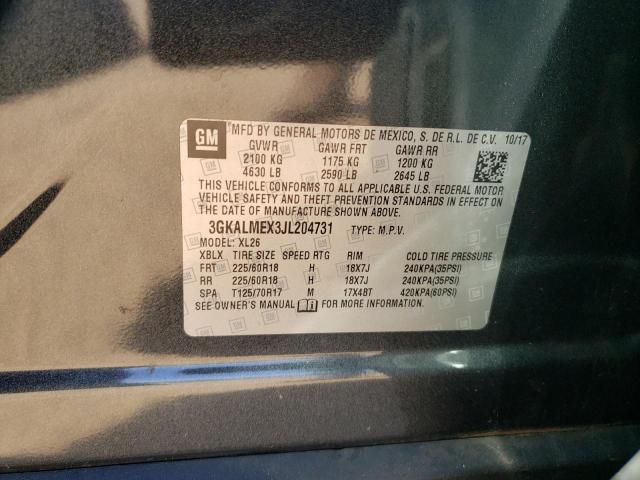 GM MFD BY GENERAL MOTORS DE MEXICO, S. DE R.L. DE C.V. 10/17
GVWR GAWR FRT GAWR RR
2100 KG 1175 KG 1200 KG
4630 LB 2590 LB 2645 LB
THIS VEHICLE CONFORMS TO ALL APPLICABLE U.S. FEDERAL MOTOR
VEHICLE SAFETY AND THEFT PREVENTION STANDARDS IN EFFECT ON
THE DATE OF MANUFACTURE SHOWN ABOVE.
3GKALMEX3JL204731 TYPE: M.P.V.
MODEL: XL26
XBLX TIRE SIZE SPEED RTG RIM COLD TIRE PRESSURE
FRT 225/60R18 H 18X7J 240KPA(35PSI)
RR 225/60R18 H 18X7J 240KPA(35PSI)
SPA T125/70R17 M 17X4BT 420KPA(60PSI)
SEE OWNER'S MANUAL FOR MORE INFORMATION.